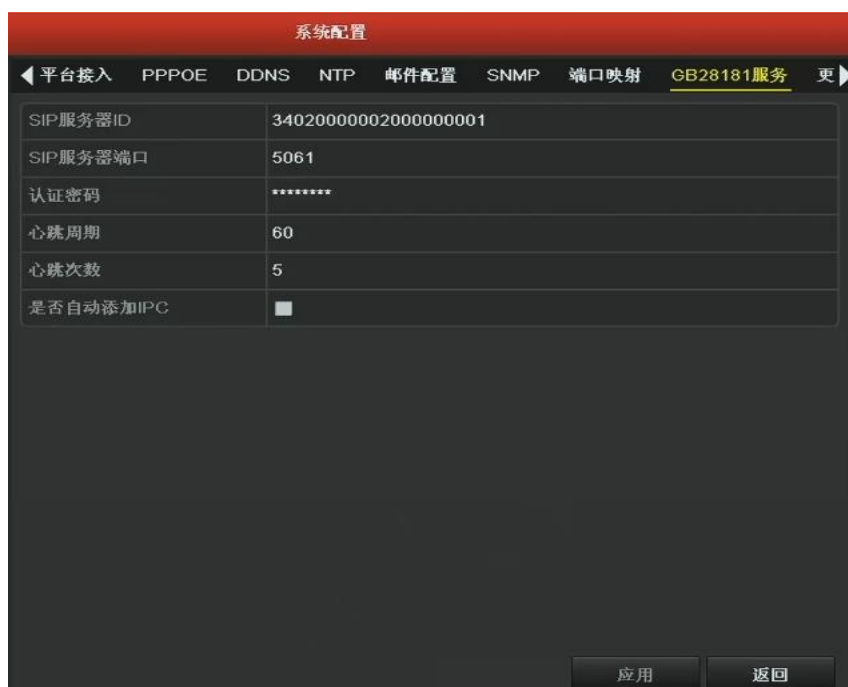 系统配置
平台接入 PPPOE DDNS NTP 邮件配置 SNMP 端口映射 GB28181服务 更
SIP服务器ID 34020000002000000001
SIP服务器端口 5061
认证密码 ********
心跳周期 60
心跳次数 5
是否自动添加IPC
应用 返回